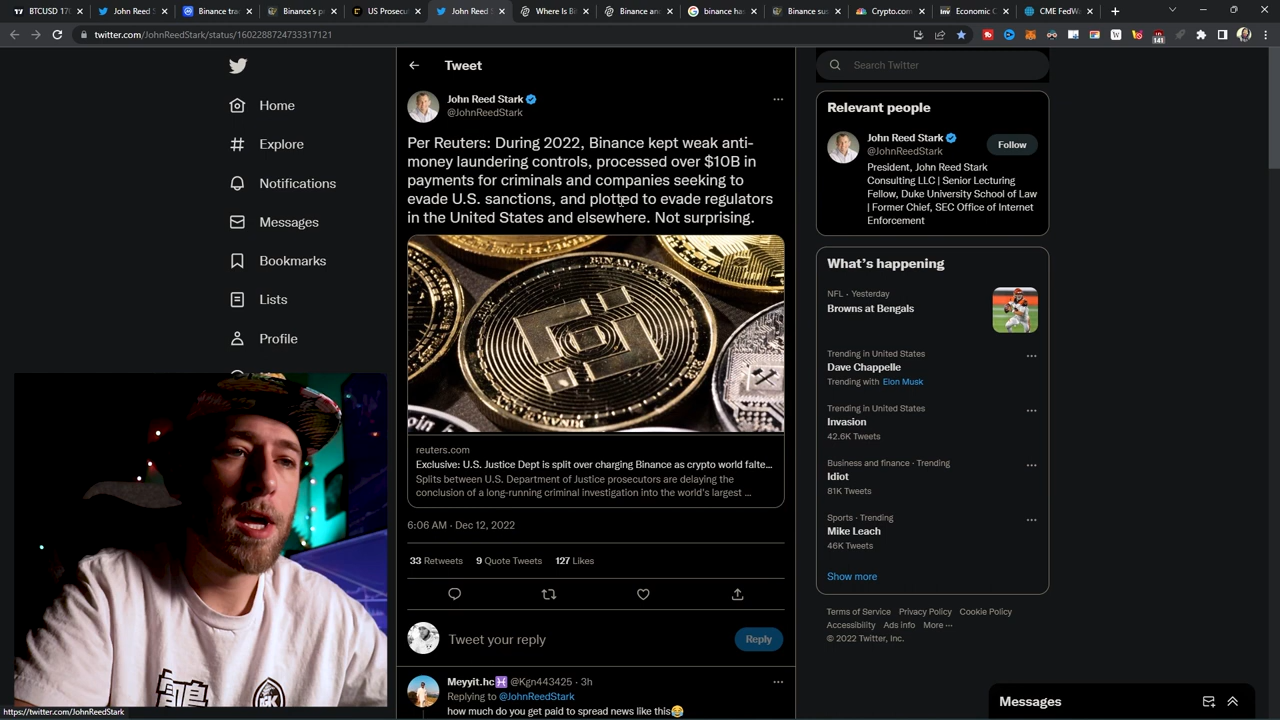 BTCUSD 17(
John Reed S
Binance trac
Binance's p
US Prosecut
John Reed S
Where Is Bi
Binance and
binance has
Binance sus
Crypto.com
Economic C
CME FedWa
twitter.com/JohnReedStark/status/1602288724733317121
141
Home
Explore
Notifications
Messages
Bookmarks
Lists
Profile
Tweet
John Reed Stark
@JohnReedStark
Per Reuters: During 2022, Binance kept weak anti-
money laundering controls, processed over $10B in
payments for criminals and companies seeking to
evade U.S. sanctions, and plotted to evade regulators
in the United States and elsewhere. Not surprising.
BINAN
reuters.com
Exclusive: U.S. Justice Dept is split over charging Binance as crypto world falte...
Splits between U.S. Department of Justice prosecutors are delaying the
conclusion of a long-running criminal investigation into the world's largest ...
6:06 AM · Dec 12, 2022
33 Retweets 9 Quote Tweets 127 Likes
Tweet your reply
Reply
Meyyit.hc @Kgn443425 · 3h
Replying to @JohnReedStark
how much do you get paid to spread news like this😂
Search Twitter
Relevant people
John Reed Stark
@JohnReedStark
Follow
President, John Reed Stark
Consulting LLC | Senior Lecturing
Fellow, Duke University School of Law
| Former Chief, SEC Office of Internet
Enforcement
What's happening
NFL · Yesterday
Browns at Bengals
Trending in United States
Dave Chappelle
Trending with Elon Musk
Trending in United States
Invasion
42.6K Tweets
Business and finance · Trending
Idiot
81K Tweets
Sports · Trending
Mike Leach
46K Tweets
Show more
Terms of Service Privacy Policy Cookie Policy
Accessibility Ads info More ···
© 2022 Twitter, Inc.
Messages
https://twitter.com/JohnReedStark